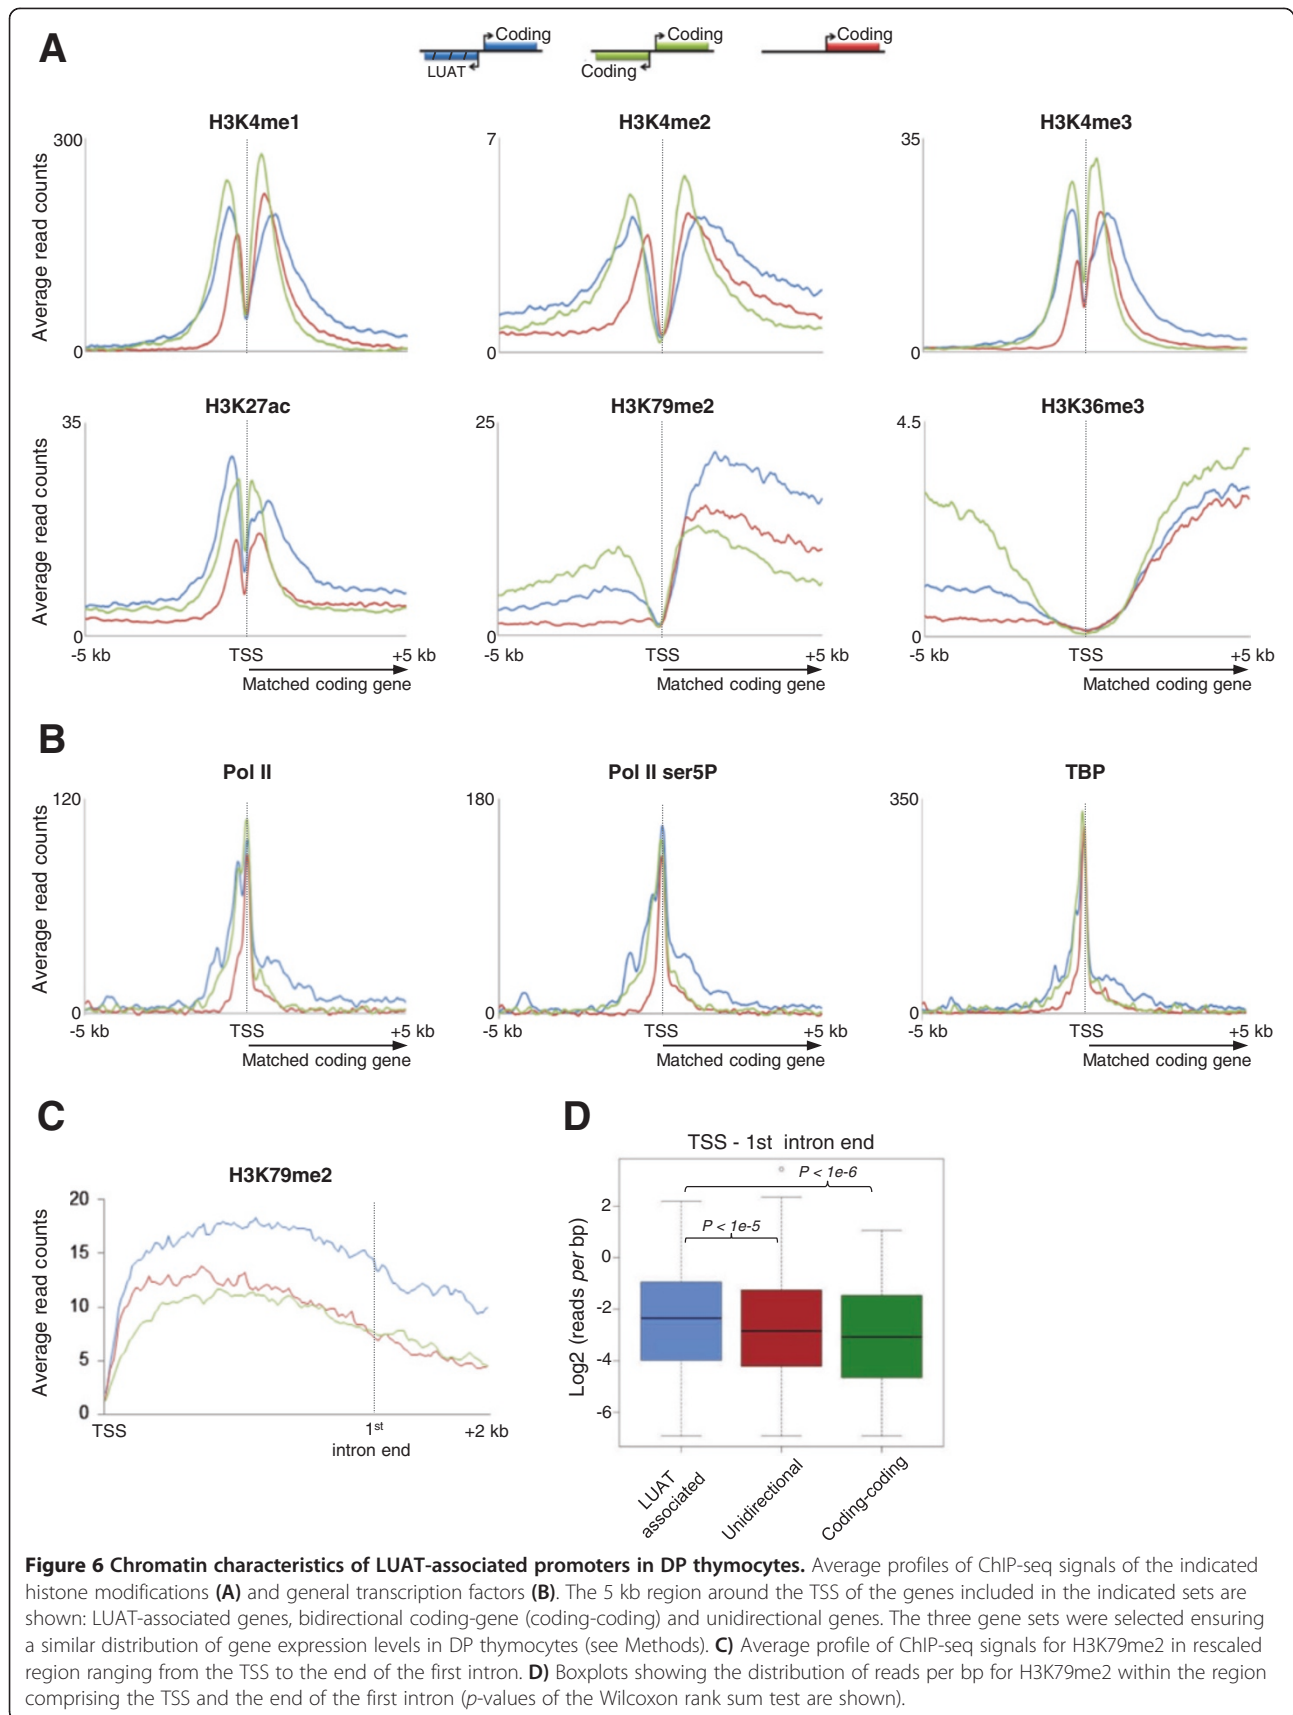 A
Coding
LUAT
Coding
Coding
Coding
H3K4me1
H3K4me2
H3K4me3
Average read counts
300
0
7
0
35
0
H3K27ac
H3K79me2
H3K36me3
Average read counts
35
0
25
0
4.5
0
-5 kb TSS +5 kb
Matched coding gene
-5 kb TSS +5 kb
Matched coding gene
-5 kb TSS +5 kb
Matched coding gene
B
Pol II
Pol II ser5P
TBP
Average read counts
120
0
180
0
350
0
-5 kb TSS +5 kb
Matched coding gene
-5 kb TSS +5 kb
Matched coding gene
-5 kb TSS +5 kb
Matched coding gene
C
H3K79me2
Average read counts
20
15
10
5
0
TSS
1st
intron end
+2 kb
D
TSS - 1st intron end
P < 1e-6
P < 1e-5
Log2 (reads per bp)
2
0
-2
-4
-6
LUAT
associated
Unidirectional
Coding-coding
Figure 6 Chromatin characteristics of LUAT-associated promoters in DP thymocytes. Average profiles of ChIP-seq signals of the indicated
histone modifications (A) and general transcription factors (B). The 5 kb region around the TSS of the genes included in the indicated sets are
shown: LUAT-associated genes, bidirectional coding-gene (coding-coding) and unidirectional genes. The three gene sets were selected ensuring
a similar distribution of gene expression levels in DP thymocytes (see Methods). C) Average profile of ChIP-seq signals for H3K79me2 in rescaled
region ranging from the TSS to the end of the first intron. D) Boxplots showing the distribution of reads per bp for H3K79me2 within the region
comprising the TSS and the end of the first intron (p-values of the Wilcoxon rank sum test are shown).